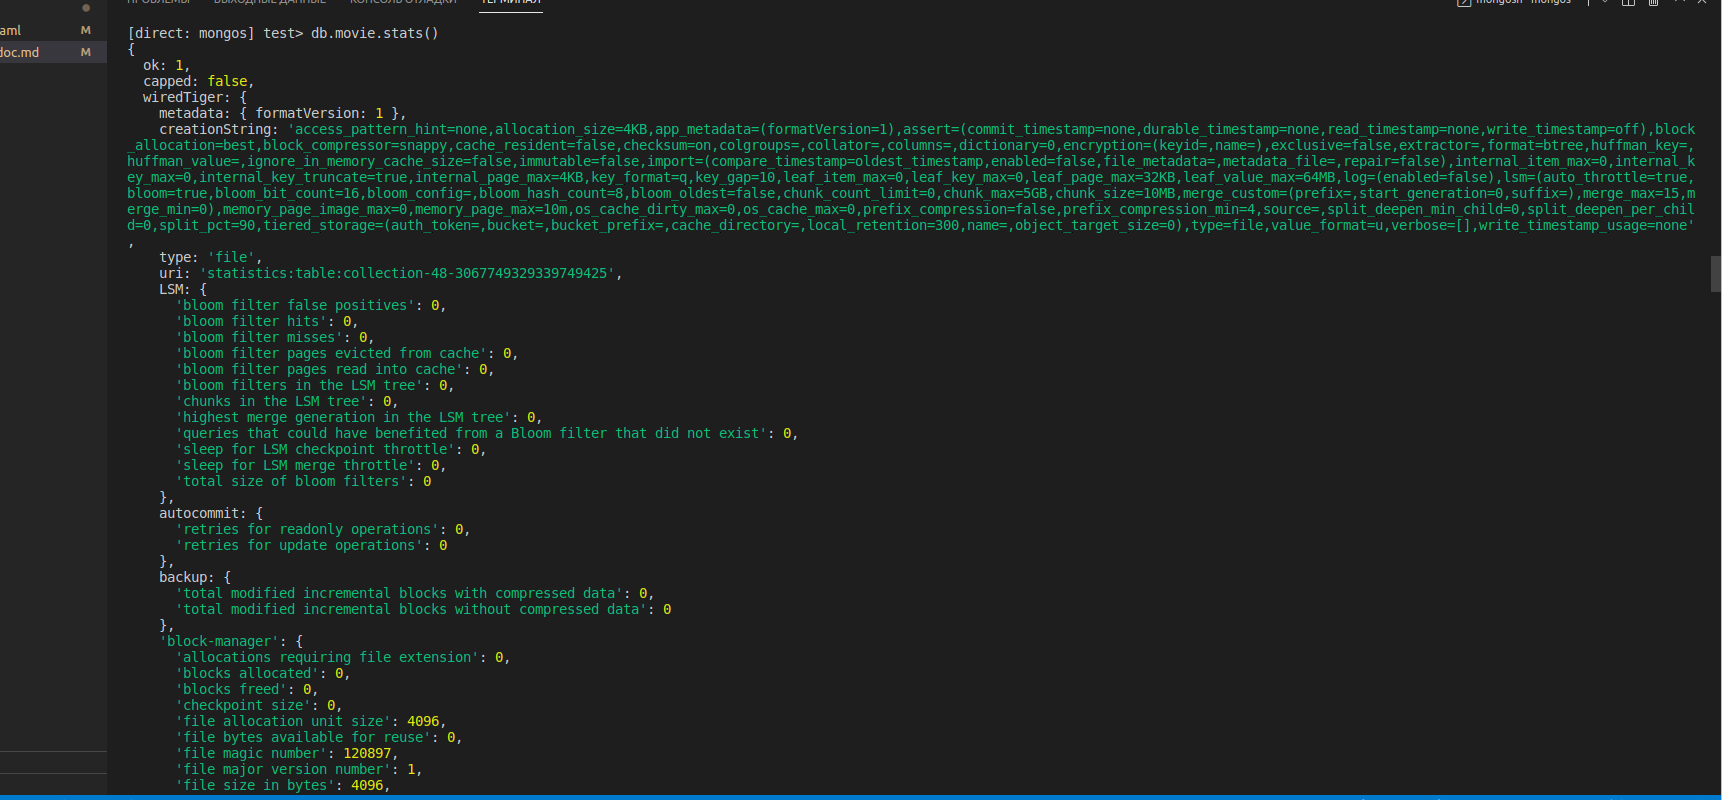 ПРОБЛЕМЫ ВЫХОДНЫЕ ДАННЫЕ КОНСОЛЬ ОТЛАДКИ ТЕРМИНАЛ mongosh - mongos
aml M
doc.md M
[direct: mongos] test> db.movie.stats()
{
  ok: 1,
  capped: false,
  wiredTiger: {
    metadata: { formatVersion: 1 },
    creationString: 'access_pattern_hint=none,allocation_size=4KB,app_metadata=(formatVersion=1),assert=(commit_timestamp=none,durable_timestamp=none,read_timestamp=none,write_timestamp=off),block
_allocation=best,block_compressor=snappy,cache_resident=false,checksum=on,colgroups=,collator=,columns=,dictionary=0,encryption=(keyid=,name=),exclusive=false,extractor=,format=btree,huffman_key=,
huffman_value=,ignore_in_memory_cache_size=false,immutable=false,import=(compare_timestamp=oldest_timestamp,enabled=false,file_metadata=,metadata_file=,repair=false),internal_item_max=0,internal_k
ey_max=0,internal_key_truncate=true,internal_page_max=4KB,key_format=q,key_gap=10,leaf_item_max=0,leaf_key_max=0,leaf_page_max=32KB,leaf_value_max=64MB,log=(enabled=false),lsm=(auto_throttle=true,
bloom=true,bloom_bit_count=16,bloom_config=,bloom_hash_count=8,bloom_oldest=false,chunk_count_limit=0,chunk_max=5GB,chunk_size=10MB,merge_custom=(prefix=,start_generation=0,suffix=),merge_max=15,m
erge_min=0),memory_page_image_max=0,memory_page_max=10m,os_cache_dirty_max=0,os_cache_max=0,prefix_compression=false,prefix_compression_min=4,source=,split_deepen_min_child=0,split_deepen_per_chil
d=0,split_pct=90,tiered_storage=(auth_token=,bucket=,bucket_prefix=,cache_directory=,local_retention=300,name=,object_target_size=0),type=file,value_format=u,verbose=[],write_timestamp_usage=none'
,
    type: 'file',
    uri: 'statistics:table:collection-48-3067749329339749425',
    LSM: {
      'bloom filter false positives': 0,
      'bloom filter hits': 0,
      'bloom filter misses': 0,
      'bloom filter pages evicted from cache': 0,
      'bloom filter pages read into cache': 0,
      'bloom filters in the LSM tree': 0,
      'chunks in the LSM tree': 0,
      'highest merge generation in the LSM tree': 0,
      'queries that could have benefited from a Bloom filter that did not exist': 0,
      'sleep for LSM checkpoint throttle': 0,
      'sleep for LSM merge throttle': 0,
      'total size of bloom filters': 0
    },
    autocommit: {
      'retries for readonly operations': 0,
      'retries for update operations': 0
    },
    backup: {
      'total modified incremental blocks with compressed data': 0,
      'total modified incremental blocks without compressed data': 0
    },
    'block-manager': {
      'allocations requiring file extension': 0,
      'blocks allocated': 0,
      'blocks freed': 0,
      'checkpoint size': 0,
      'file allocation unit size': 4096,
      'file bytes available for reuse': 0,
      'file magic number': 120897,
      'file major version number': 1,
      'file size in bytes': 4096,